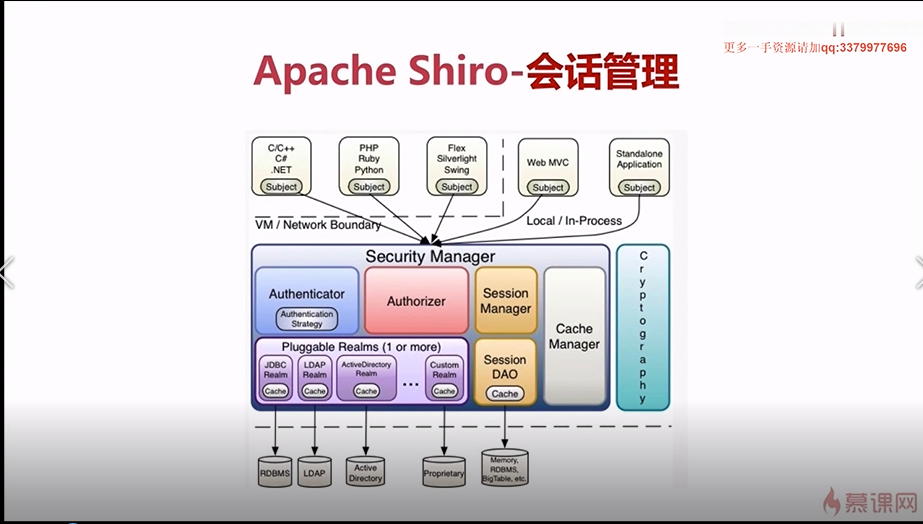 更多一手资源请加qq:3379977696
Apache Shiro-会话管理
C/C++
C#
.NET
Subject
PHP
Ruby
Python
Subject
Flex
Silverlight
Swing
Subject
Web MVC
Subject
Standalone
Application
Subject
VM / Network Boundary
Local / In-Process
Security Manager
Authenticator
Authentication
Strategy
Authorizer
Session
Manager
Cache
Manager
Cryptography
Pluggable Realms (1 or more)
JDBC
Realm
Cache
LDAP
Realm
Cache
ActiveDirectory
Realm
Cache
...
Custom
Realm
Cache
Session
DAO
Cache
RDBMS
LDAP
Active
Directory
Proprietary
Memory,
RDBMS,
BigTable, etc.
慕课网